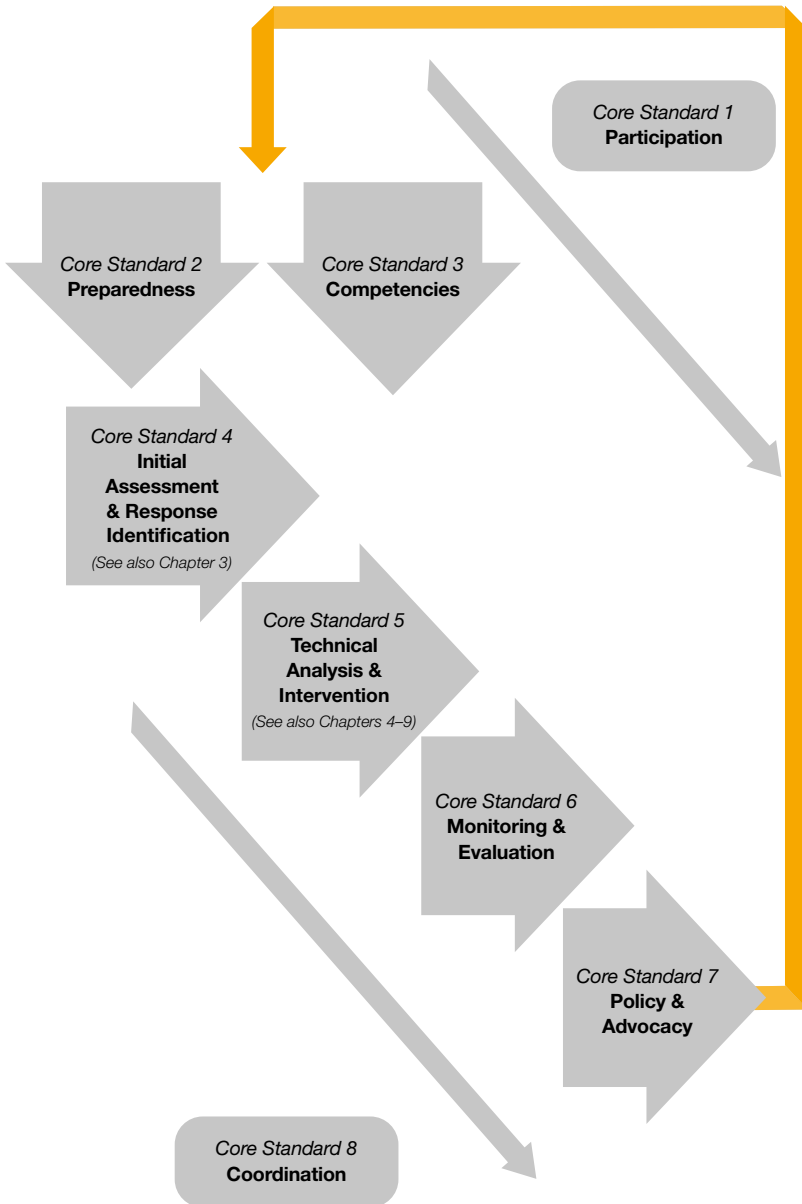 Core Standard 1
Participation
Core Standard 2
Preparedness
Core Standard 3
Competencies
Core Standard 4
Initial
Assessment
& Response
Identification
(See also Chapter 3)
Core Standard 5
Technical
Analysis &
Intervention
(See also Chapters 4–9)
Core Standard 6
Monitoring &
Evaluation
Core Standard 7
Policy &
Advocacy
Core Standard 8
Coordination